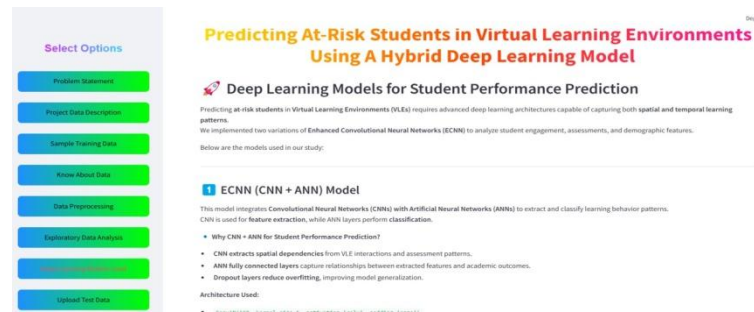 Select Options
Problem Statement
Project Data Description
Sample Training Data
Know About Data
Data Preprocessing
Exploratory Data Analysis
Upload Test Data
Predicting At-Risk Students in Virtual Learning Environments
Using A Hybrid Deep Learning Model
🚀 Deep Learning Models for Student Performance Prediction
Predicting at-risk students in Virtual Learning Environments (VLEs) requires advanced deep learning architectures capable of capturing both spatial and temporal learning
patterns.
We implemented two variations of Enhanced Convolutional Neural Networks (ECNN) to analyze student engagement, assessments, and demographic features.
Below are the models used in our study:
1 ECNN (CNN + ANN) Model
This model integrates Convolutional Neural Networks (CNNs) with Artificial Neural Networks (ANNs) to extract and classify learning behavior patterns.
CNN is used for feature extraction, while ANN layers perform classification.
Why CNN + ANN for Student Performance Prediction?
• CNN extracts spatial dependencies from VLE interactions and assessment patterns.
• ANN fully connected layers capture relationships between extracted features and academic outcomes.
• Dropout layers reduce overfitting, improving model generalization.
Architecture Used: